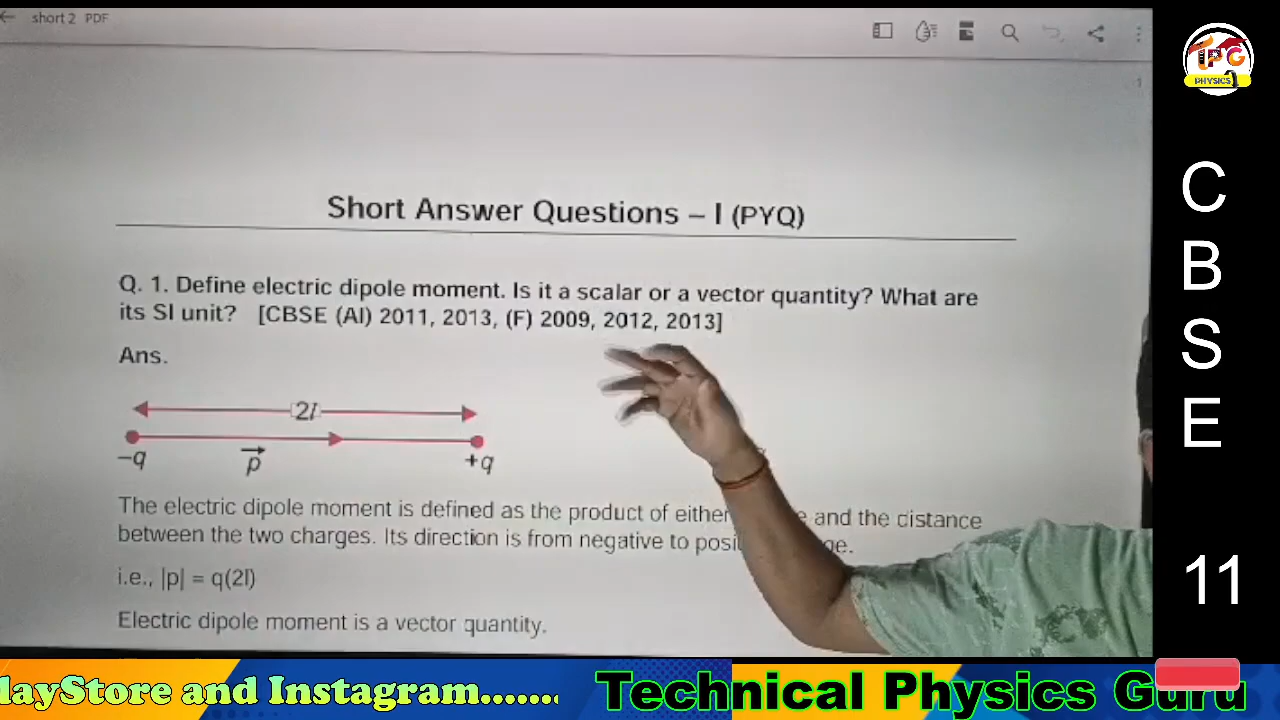 short 2 PDF
1
TPG
PHYSICS
Short Answer Questions – I (PYQ)
Q. 1. Define electric dipole moment. Is it a scalar or a vector quantity? What are
its SI unit? [CBSE (AI) 2011, 2013, (F) 2009, 2012, 2013]
Ans.
2l
–q
p
+q
The electric dipole moment is defined as the product of either and the distance
between the two charges. Its direction is from negative to
i.e., |p| = q(2l)
Electric dipole moment is a vector quantity.
C
B
S
E
11
layStore and Instagram.......
Technical Physics Guru